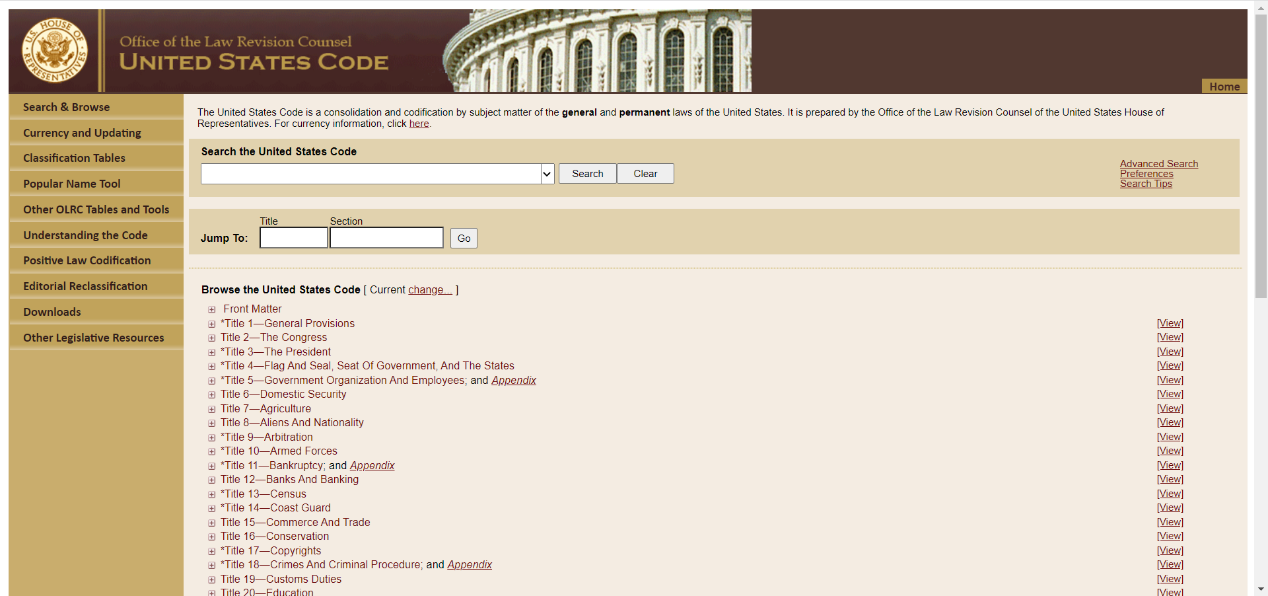 U.S. HOUSE OF REPRESENTATIVES
Office of the Law Revision Counsel
UNITED STATES CODE
Home
Search & Browse
Currency and Updating
Classification Tables
Popular Name Tool
Other OLRC Tables and Tools
Understanding the Code
Positive Law Codification
Editorial Reclassification
Downloads
Other Legislative Resources
The United States Code is a consolidation and codification by subject matter of the general and permanent laws of the United States. It is prepared by the Office of the Law Revision Counsel of the United States House of
Representatives. For currency information, click here.
Search the United States Code
Search Clear
Advanced Search
Preferences
Search Tips
Title Section
Jump To: Go
Browse the United States Code [ Current change... ]
Front Matter
*Title 1—General Provisions [View]
Title 2—The Congress [View]
*Title 3—The President [View]
*Title 4—Flag And Seal, Seat Of Government, And The States [View]
*Title 5—Government Organization And Employees; and Appendix [View]
Title 6—Domestic Security [View]
Title 7—Agriculture [View]
Title 8—Aliens And Nationality [View]
*Title 9—Arbitration [View]
*Title 10—Armed Forces [View]
*Title 11—Bankruptcy; and Appendix [View]
Title 12—Banks And Banking [View]
*Title 13—Census [View]
*Title 14—Coast Guard [View]
Title 15—Commerce And Trade [View]
Title 16—Conservation [View]
*Title 17—Copyrights [View]
*Title 18—Crimes And Criminal Procedure; and Appendix [View]
Title 19—Customs Duties [View]
Title 20—Education [View]